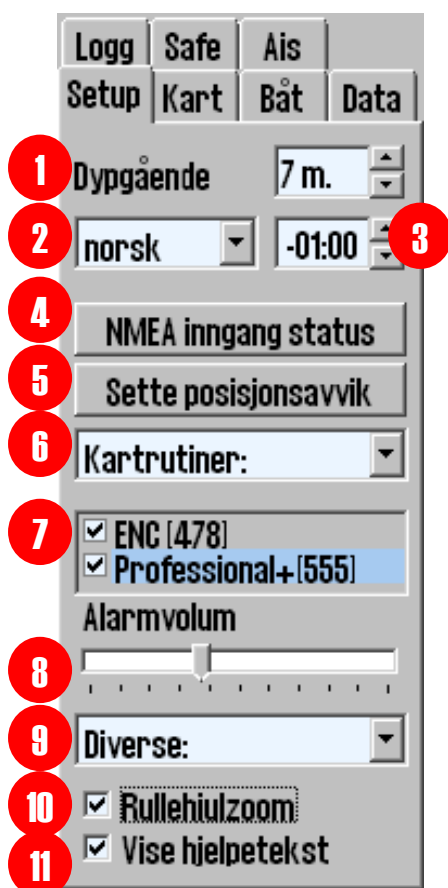 Logg Safe Ais
Setup Kart Båt Data
1 Dypgående 7 m.
2 norsk -01:00 3
4 NMEA inngang status
5 Sette posisjonsavvik
6 Kartrutiner:
7 ENC [478]
Professional+[555]
Alarmvolum
8
9 Diverse:
10 Rullehiulzoom
11 Vise hjelpetekst